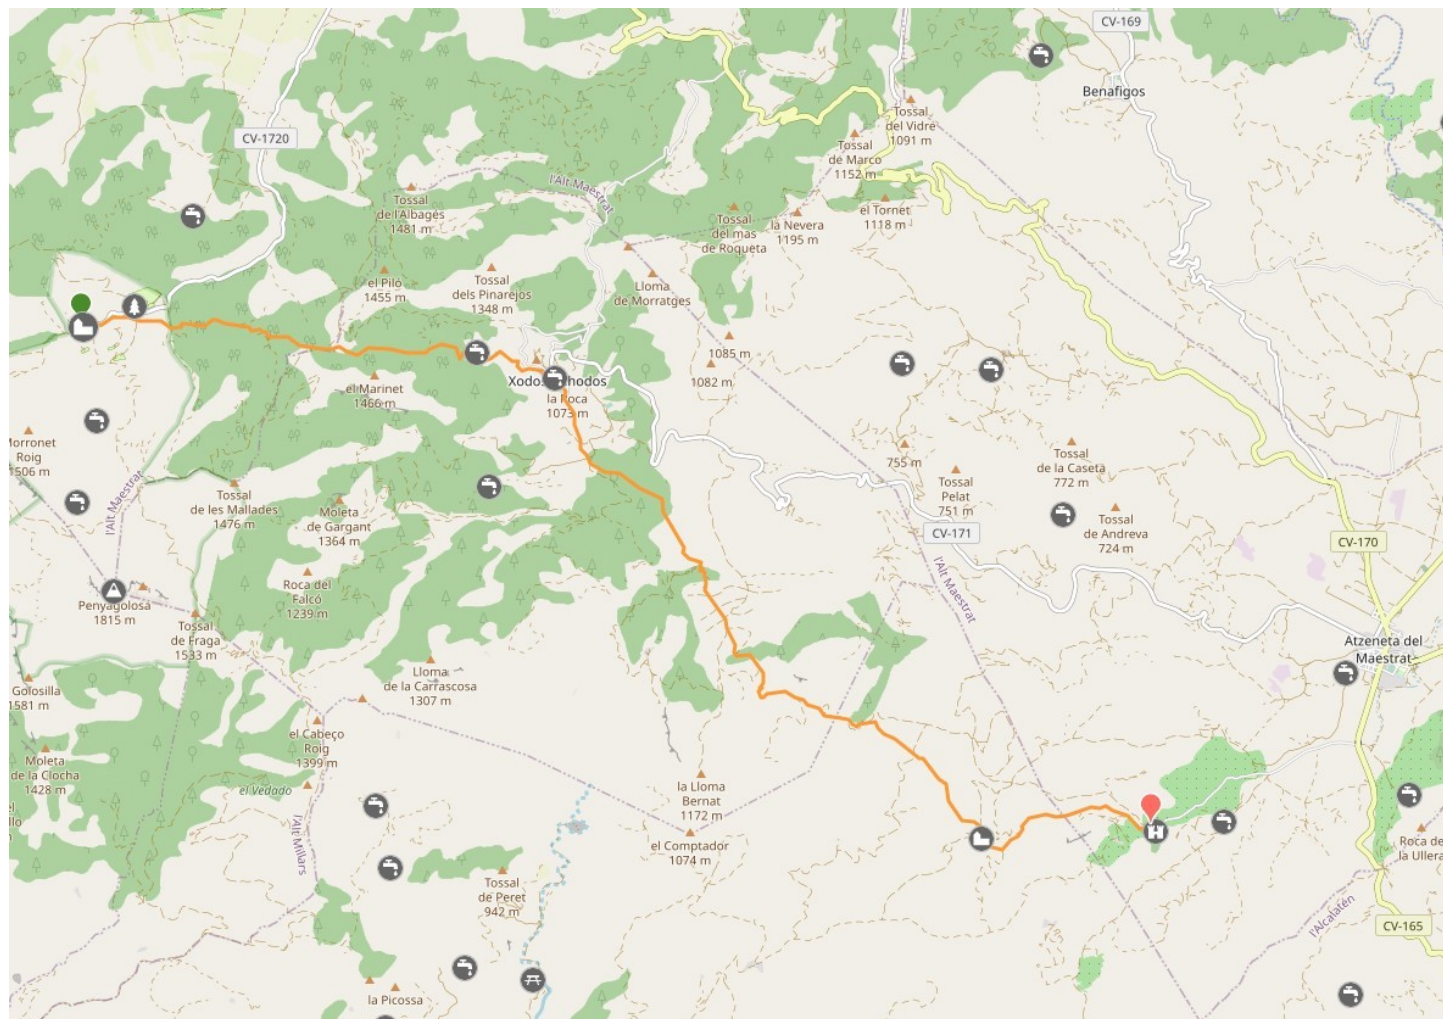 CV-169
Benafigos
Tossal
del Vidre
1091 m
Tossal
de Marco
1152 m
CV-1720
l'Alt Maestrat
Tossal
de l'Albagés
1481 m
Tossal
del mas
de Roqueta
la Nevera
1195 m
el Tornet
1118 m
el Piló
1455 m
Tossal
dels Pinarejos
1348 m
Lloma
de Morratges
1085 m
1082 m
el Marinet
1466 m
la Roca
1073 m
Morronet
Roig
1506 m
l'Alt Maestrat
Tossal
de les Mallades
1476 m
Moleta
de Gargant
1364 m
755 m
Tossal
Pelat
751 m
Tossal
de la Caseta
772 m
Tossal
de Andreva
724 m
CV-171
CV-170
l'Alt Maestrat
Roca del
Falcó
1239 m
Penyagolosa
1815 m
Tossal
de Fraga
1533 m
Atzeneta del
Maestrat
Golosilla
1581 m
Lloma
de la Carrascosa
1307 m
el Cabeço
Roig
1399 m
Moleta
de la Clocha
1428 m
el Vedado
la Lloma
Bernat
1172 m
el Comptador
1074 m
l'Alt Millars
Tossal
de Peret
942 m
Roca de
la Ullera
l'Alcalatén
CV-165
la Picossa